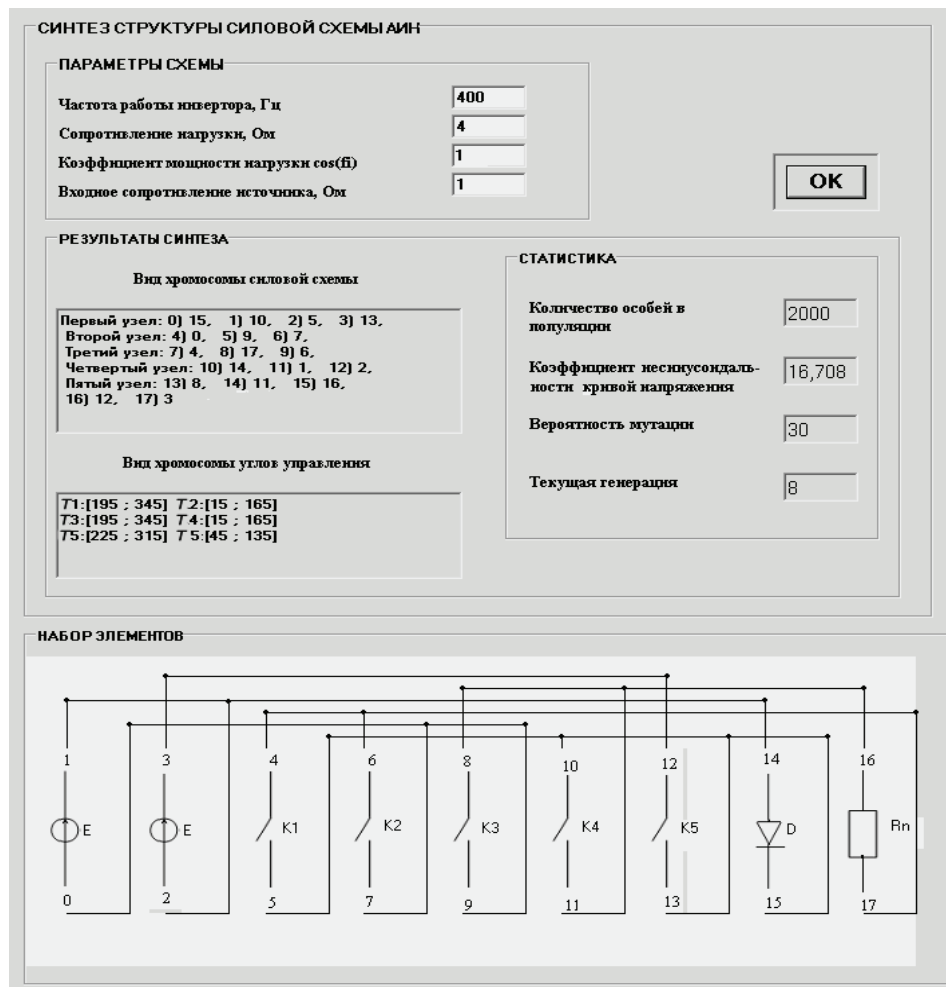 СИНТЕЗ СТРУКТУРЫ СИЛОВОЙ СХЕМЫ АИН
ПАРАМЕТРЫ СХЕМЫ
Частота работы инвертора, Гц 400
Сопротивление нагрузки, Ом 4
Коэффициент мощности нагрузки cos(fi) 1
Входное сопротивление источника, Ом 1
OK
РЕЗУЛЬТАТЫ СИНТЕЗА
Вид хромосомы силовой схемы
Первый узел: 0) 15, 1) 10, 2) 5, 3) 13,
Второй узел: 4) 0, 5) 9, 6) 7,
Третий узел: 7) 4, 8) 17, 9) 6,
Четвертый узел: 10) 14, 11) 1, 12) 2,
Пятый узел: 13) 8, 14) 11, 15) 16,
16) 12, 17) 3
Вид хромосомы углов управления
T1:[195 ; 345] T.2:[15 ; 165]
T3:[195 ; 345] T 4:[15 ; 165]
T5:[225 ; 315] T 5:[45 ; 135]
СТАТИСТИКА
Количество особей в
популяции
2000
Коэффициент несинусоидаль-
ности кривой напряжения
16,708
Вероятность мутации 30
Текущая генерация 8
НАБОР ЭЛЕМЕНТОВ
1 3 4 6 8 10 12 14 16
E E K1 K2 K3 K4 K5 D Rn
0 2 5 7 9 11 13 15 17